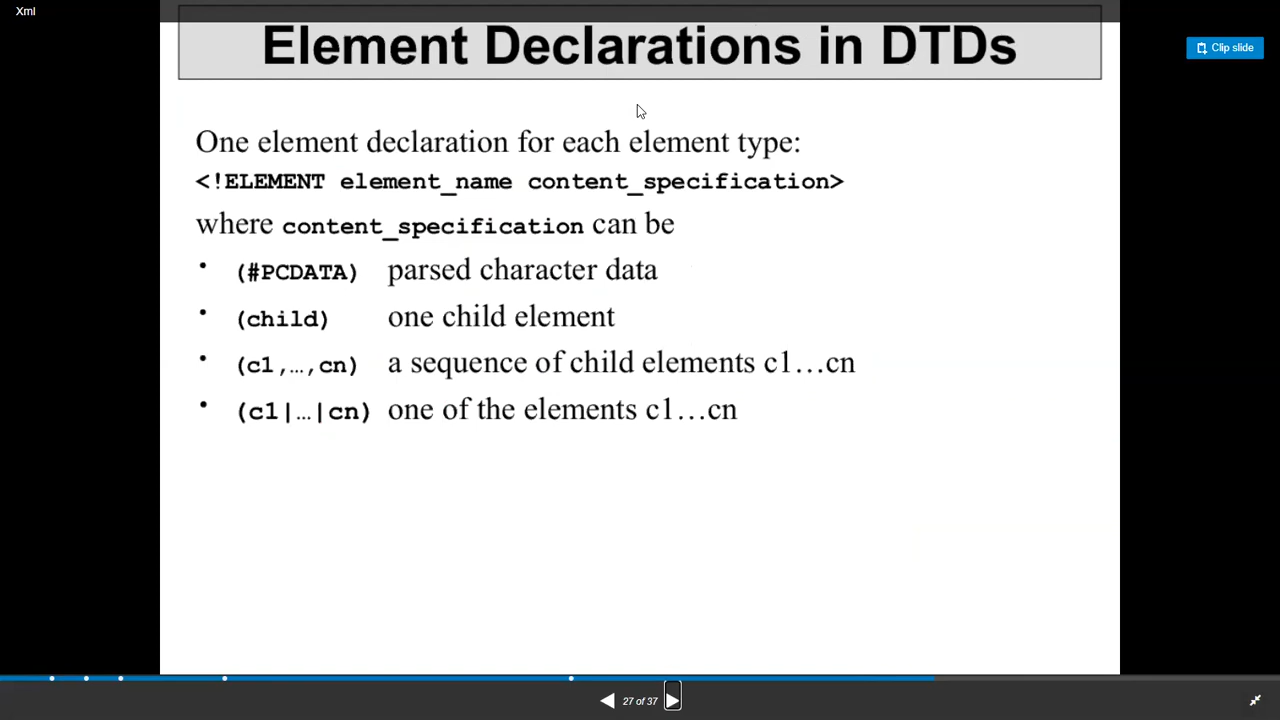 Xml
Element Declarations in DTDs
Clip slide
One element declaration for each element type:
<!ELEMENT element_name content_specification>
where content_specification can be
• (#PCDATA) parsed character data
• (child) one child element
• (c1,…,cn) a sequence of child elements c1…cn
• (c1|…|cn) one of the elements c1…cn
27 of 37